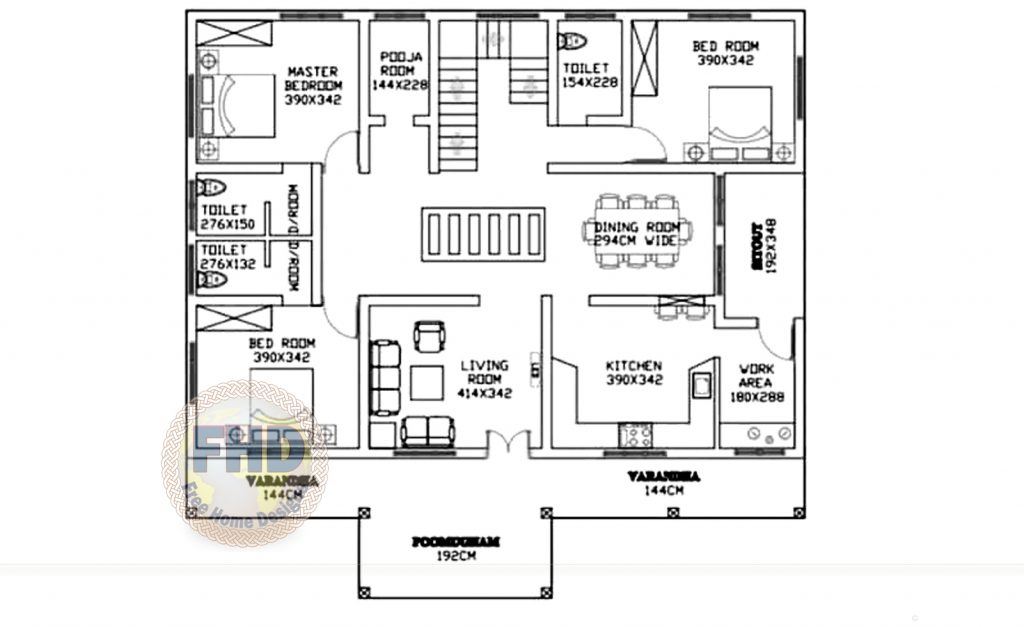 MASTER
BEDROOM
390X342
POOJA
ROOM
144X228
TOILET
154X228
BED ROOM
390X342
TOILET
276X150
D/ROOM
TOILET
276X132
D/ROOM
DINING ROOM
294CM WIDE
SITOUT
192X348
BED ROOM
390X342
LIVING
ROOM
414X342
KITCHEN
390X342
WORK
AREA
180X288
FHD
Free Home Design
VARANDHA
144CM
VARANDHA
144CM
POOMUGHAM
192CM